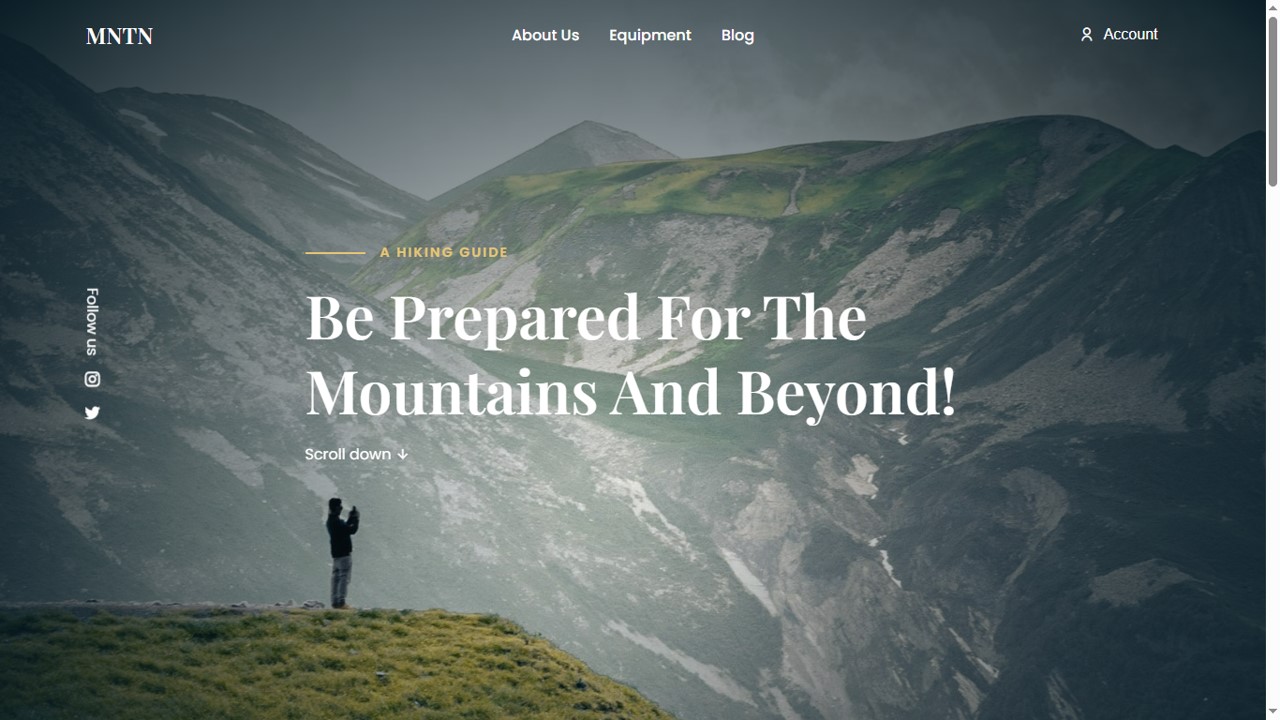 MNTN
About Us
Equipment
Blog
Account
A HIKING GUIDE
Be Prepared For The
Mountains And Beyond!
Scroll down
Follow us